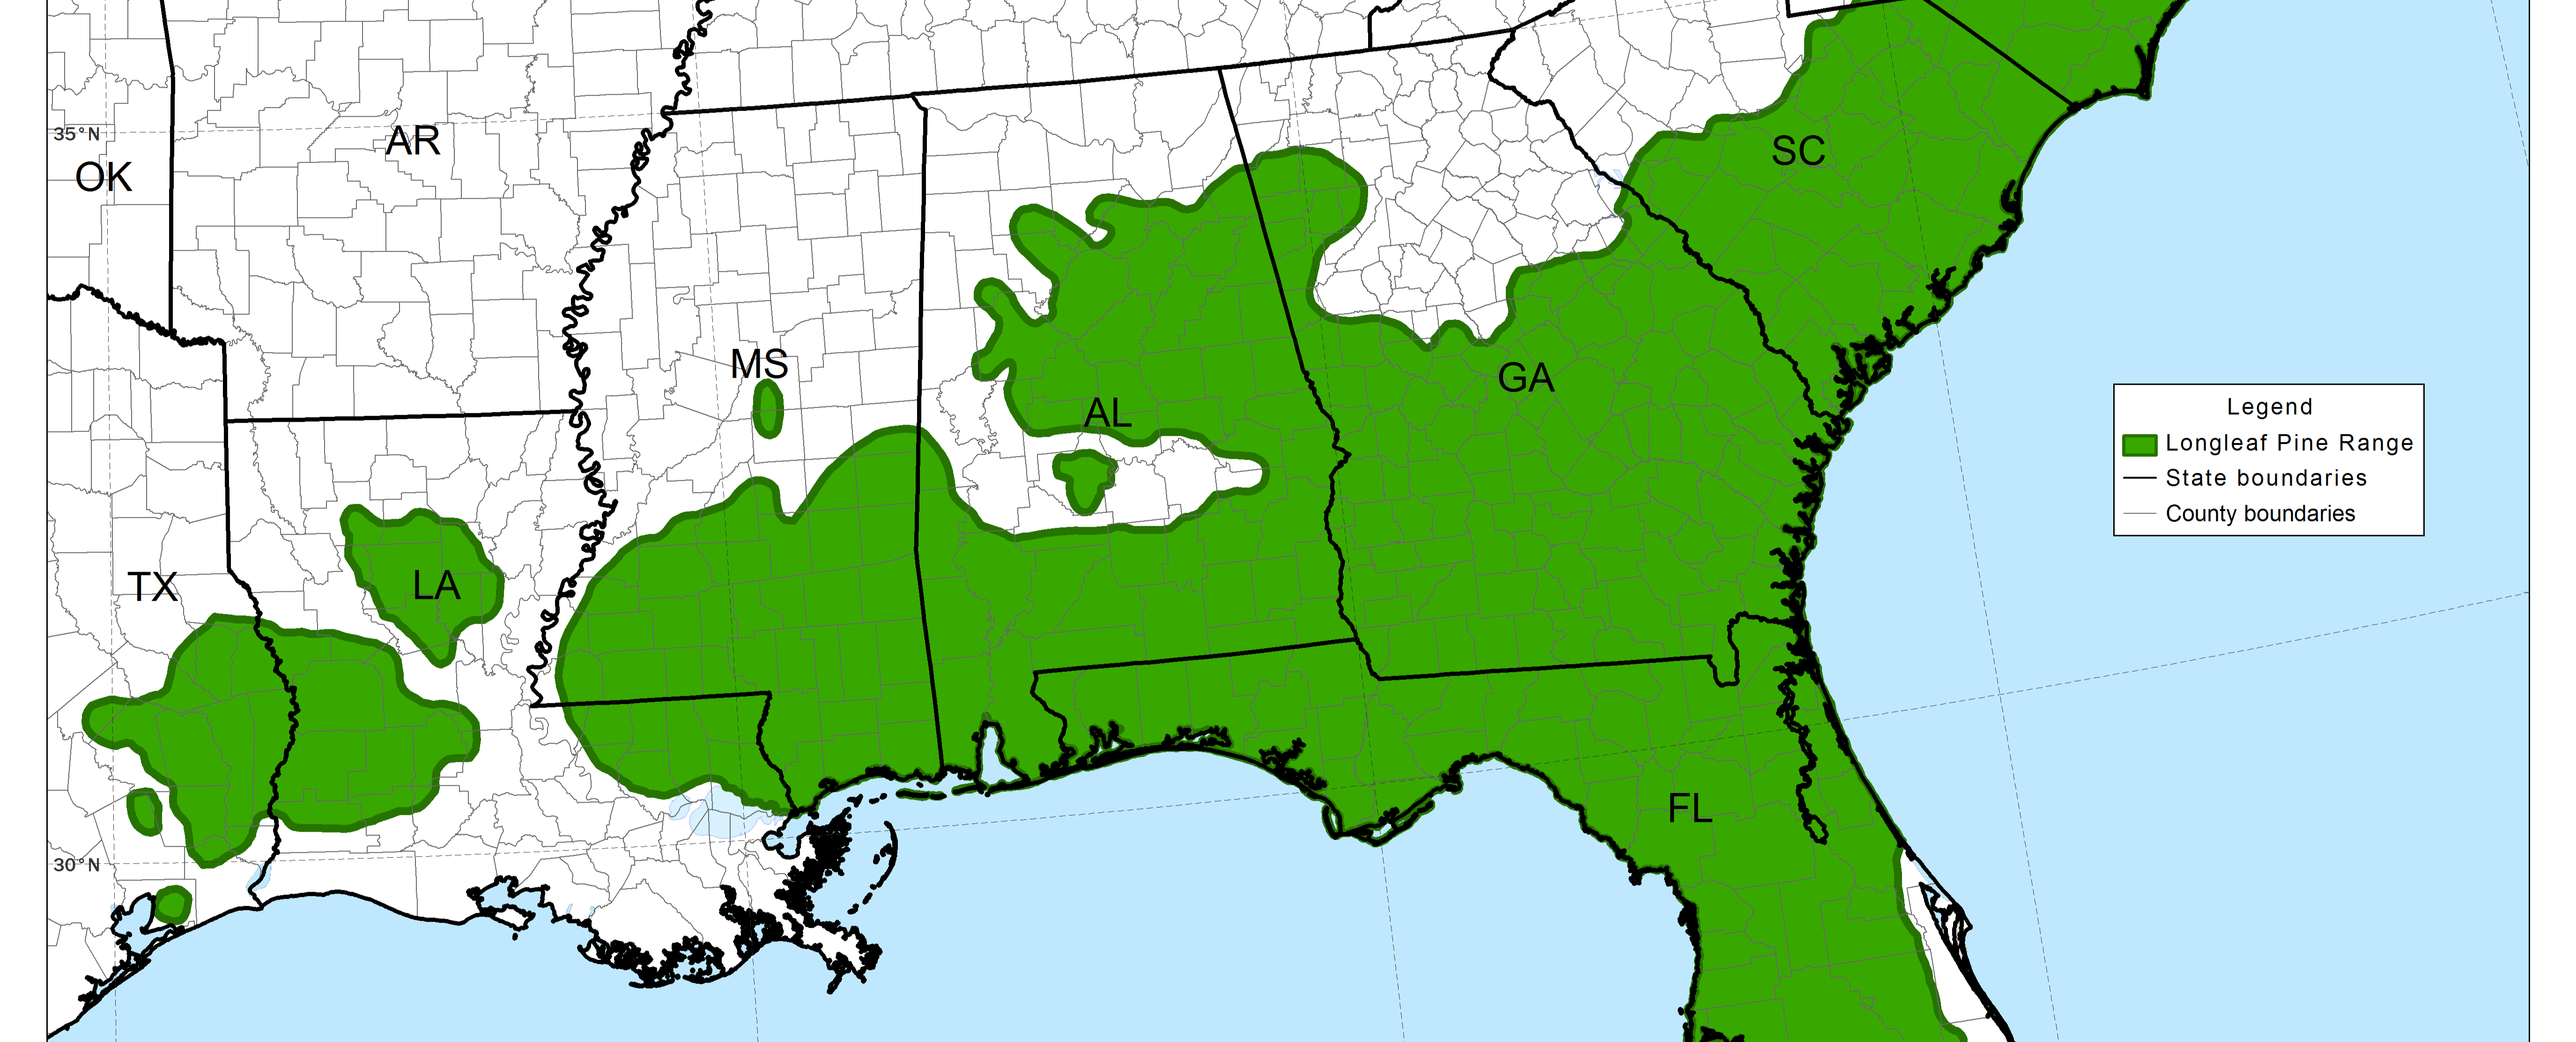 35°N
AR
OK
SC
MS
GA
AL
Legend
Longleaf Pine Range
State boundaries
County boundaries
TX
LA
FL
30°N